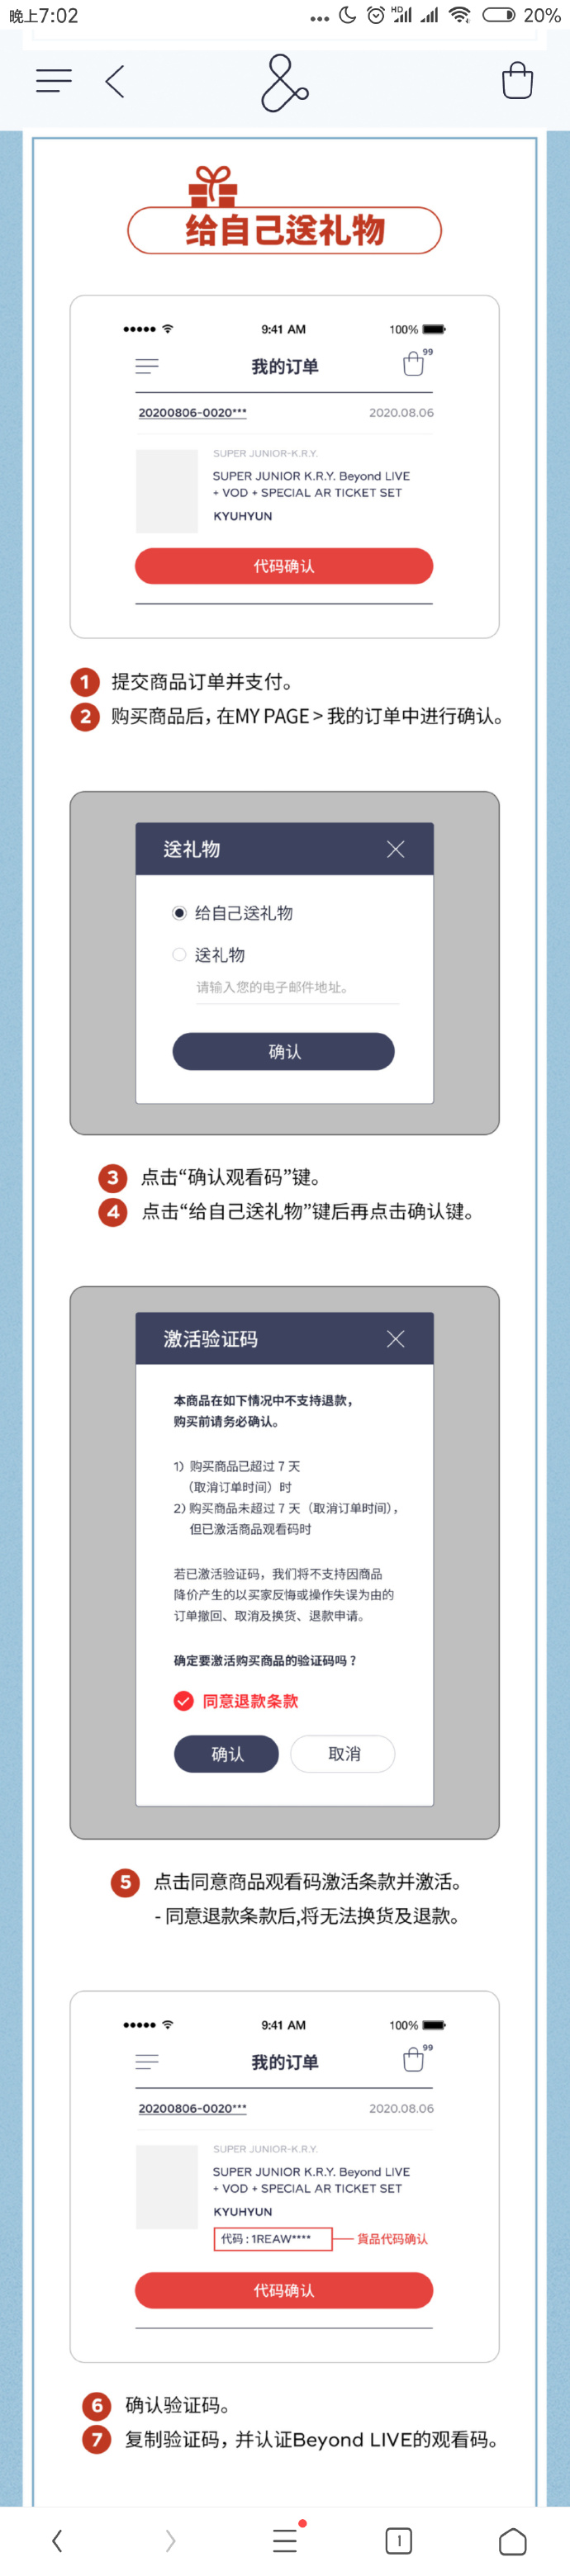 晚上7:02
HD
20%
给自己送礼物
9:41 AM
100%
我的订单
99
20200806-0020***
2020.08.06
SUPER JUNIOR-K.R.Y.
SUPER JUNIOR K.R.Y. Beyond LIVE
+ VOD + SPECIAL AR TICKET SET
KYUHYUN
代码确认
1 提交商品订单并支付。
2 购买商品后，在MY PAGE > 我的订单中进行确认。
送礼物
给自己送礼物
送礼物
请输入您的电子邮件地址。
确认
3 点击“确认观看码”键。
4 点击“给自己送礼物”键后再点击确认键。
激活验证码
本商品在如下情况中不支持退款，
购买前请务必确认。
1) 购买商品已超过 7 天
（取消订单时间）时
2) 购买商品未超过 7 天（取消订单时间），
但已激活商品观看码时
若已激活验证码，我们将不支持因商品
降价产生的以买家反悔或操作失误为由的
订单撤回、取消及换货、退款申请。
确定要激活购买商品的验证码吗？
同意退款条款
确认
取消
5 点击同意商品观看码激活条款并激活。
- 同意退款条款后,将无法换货及退款。
9:41 AM
100%
我的订单
99
20200806-0020***
2020.08.06
SUPER JUNIOR-K.R.Y.
SUPER JUNIOR K.R.Y. Beyond LIVE
+ VOD + SPECIAL AR TICKET SET
KYUHYUN
代码 : 1REAW****
貨品代码确认
代码确认
6 确认验证码。
7 复制验证码，并认证Beyond LIVE的观看码。
1